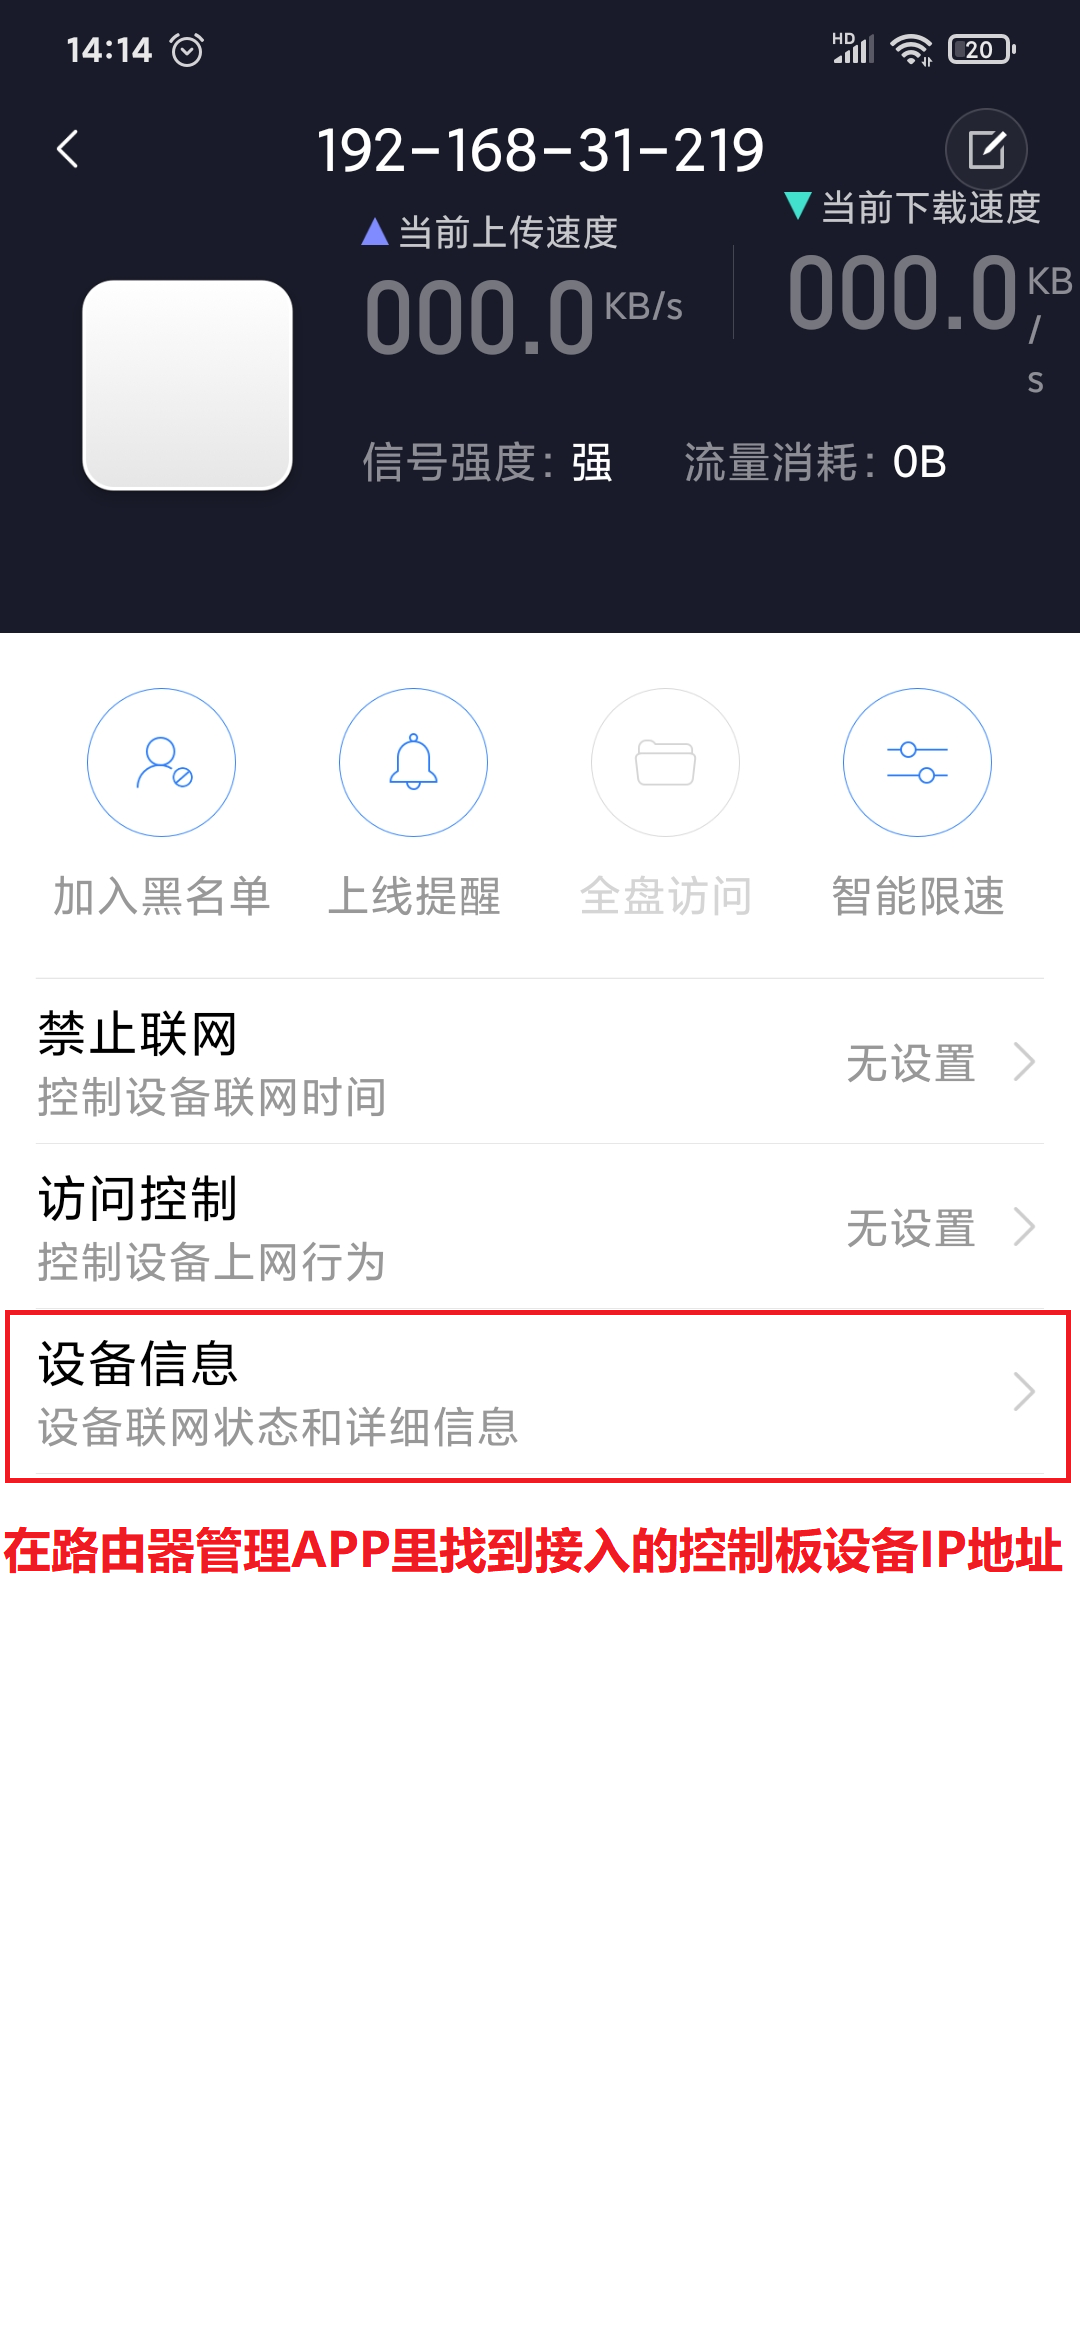 14:14 HD 20
192-168-31-219
当前上传速度
000.0 KB/s
当前下载速度
000.0 KB
/
s
信号强度: 强 流量消耗: 0B
加入黑名单 上线提醒 全盘访问 智能限速
禁止联网
控制设备联网时间
无设置
访问控制
控制设备上网行为
无设置
设备信息
设备联网状态和详细信息
在路由器管理APP里找到接入的控制板设备IP地址